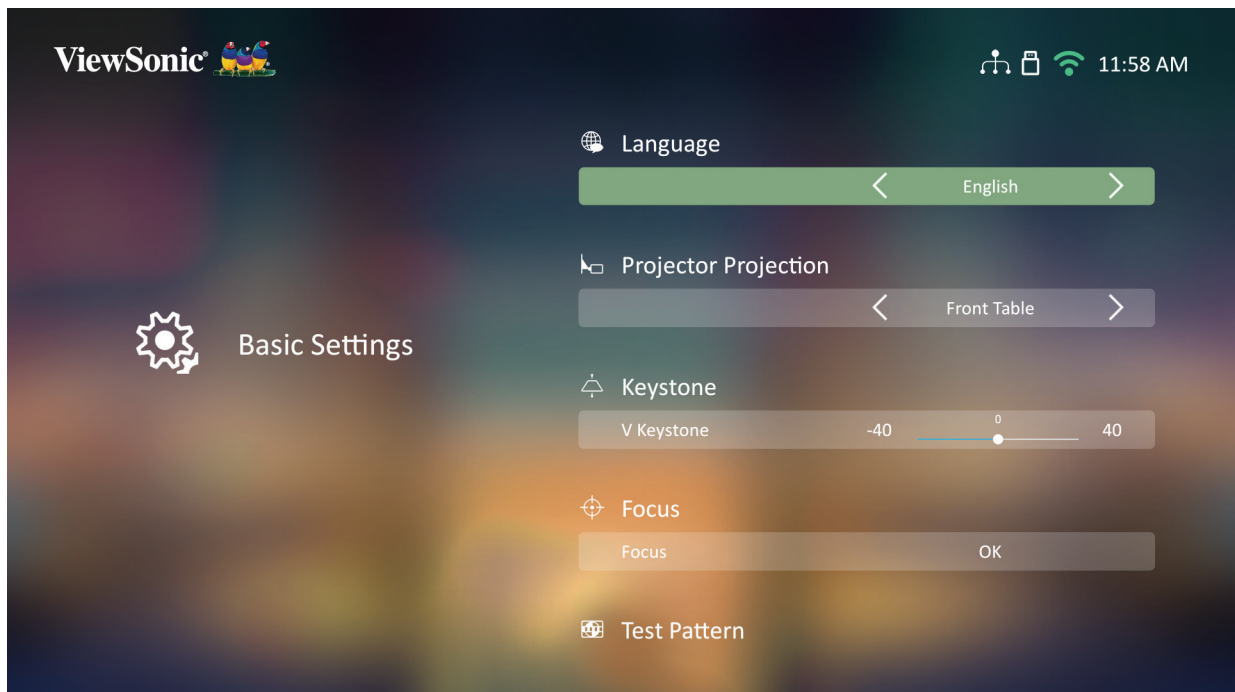 ViewSonic®
11:58 AM
Language
English
Projector Projection
Front Table
Basic Settings
Keystone
V Keystone -40 0 40
Focus
Focus OK
Test Pattern